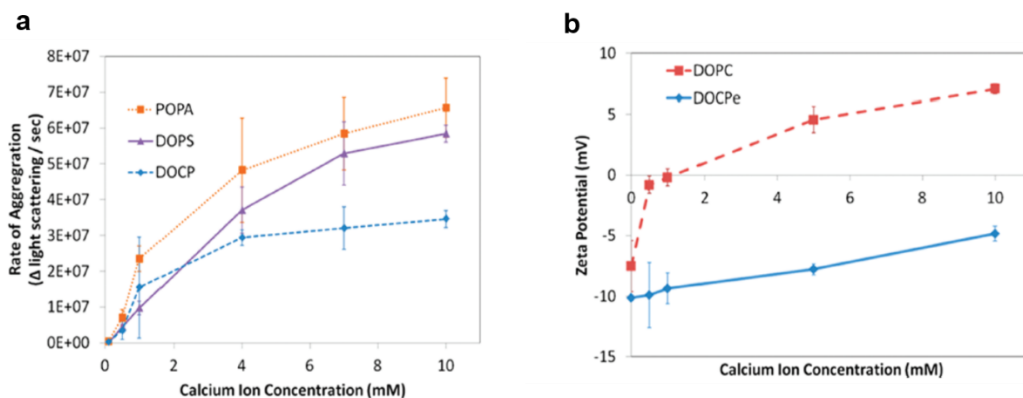 a
8E+07
7E+07
6E+07
5E+07
4E+07
3E+07
2E+07
1E+07
0E+00
Rate of Aggregration
(Δ light scattering / sec)
POPA
DOPS
DOCP
0 2 4 6 8 10
Calcium Ion Concentration (mM)
b
10
5
0
-5
-10
-15
Zeta Potential (mV)
DOPC
DOCPe
0 2 4 6 8 10
Calcium Ion Concentration (mM)